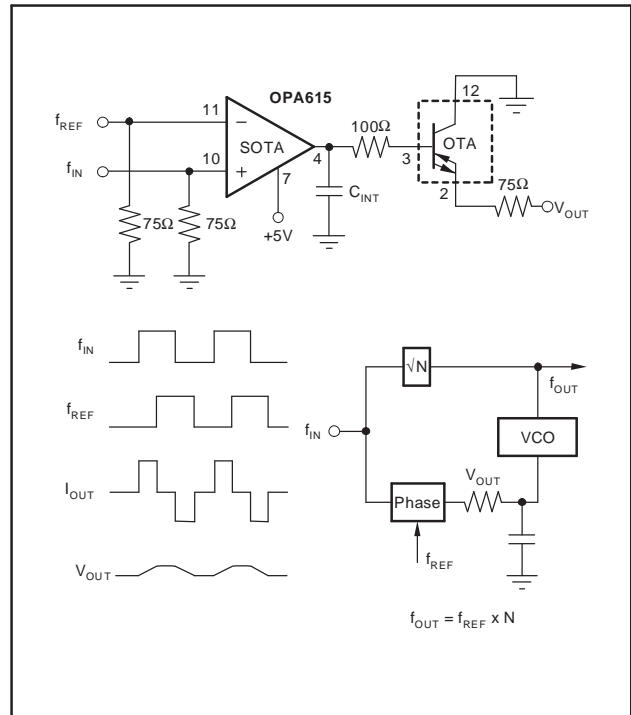 OPA615
12
11
−
100Ω
OTA
f_REF
SOTA
f_IN
10
+
4
3
7
C_INT
2
75Ω
V_OUT
75Ω
75Ω
+5V
f_IN
√N
f_OUT
f_REF
f_IN
VCO
I_OUT
V_OUT
Phase
f_REF
V_OUT
f_OUT = f_REF x N